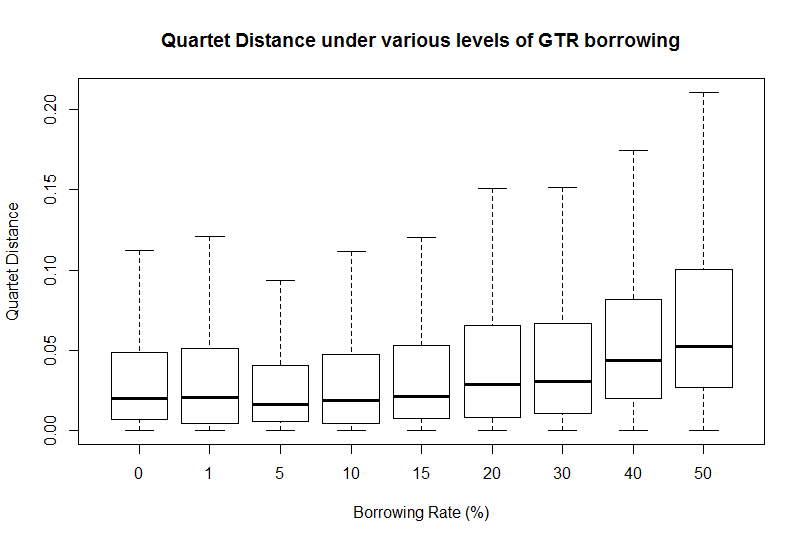 Quartet Distance under various levels of GTR borrowing
Quartet Distance
0.20
0.15
0.10
0.05
0.00
0 1 5 10 15 20 30 40 50
Borrowing Rate (%)